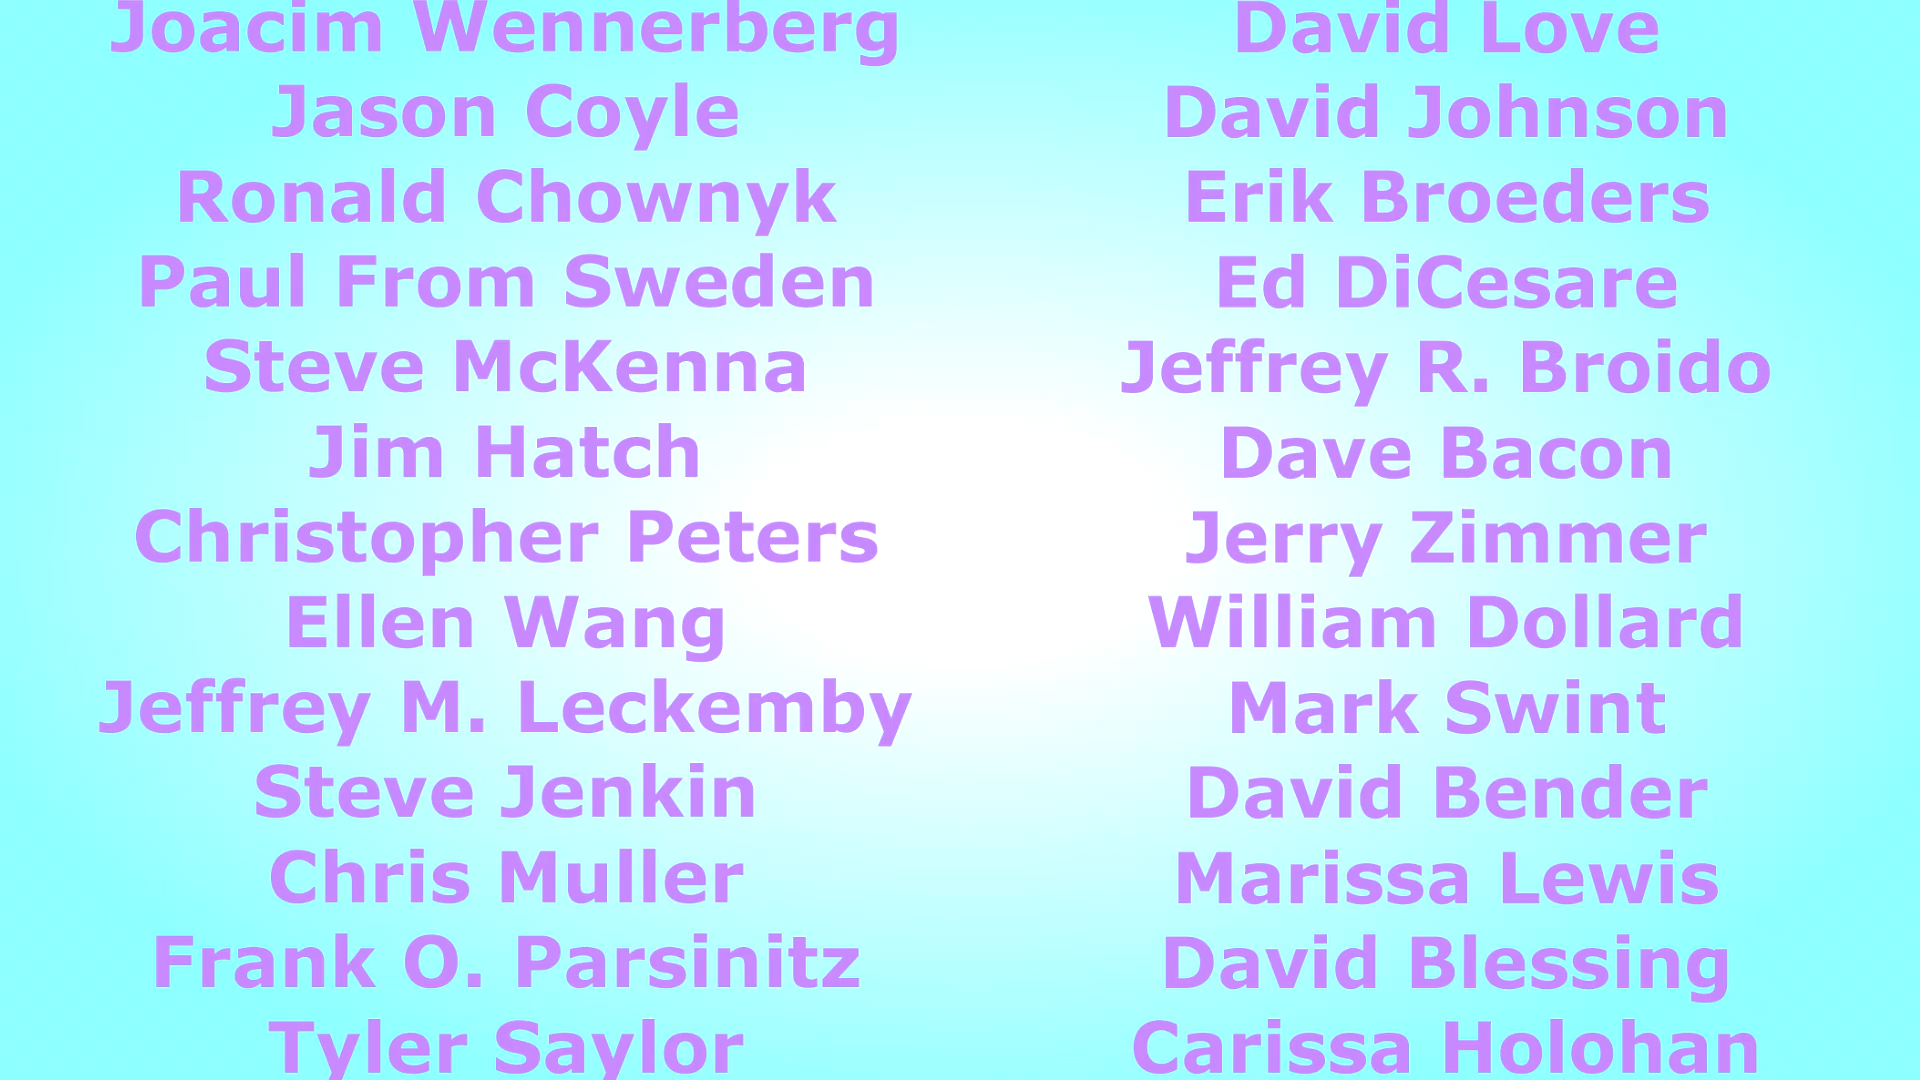 Joacim Wennerberg
Jason Coyle
Ronald Chownyk
Paul From Sweden
Steve McKenna
Jim Hatch
Christopher Peters
Ellen Wang
Jeffrey M. Leckemby
Steve Jenkin
Chris Muller
Frank O. Parsinitz
Tyler Saylor
David Love
David Johnson
Erik Broeders
Ed DiCesare
Jeffrey R. Broido
Dave Bacon
Jerry Zimmer
William Dollard
Mark Swint
David Bender
Marissa Lewis
David Blessing
Carissa Holohan